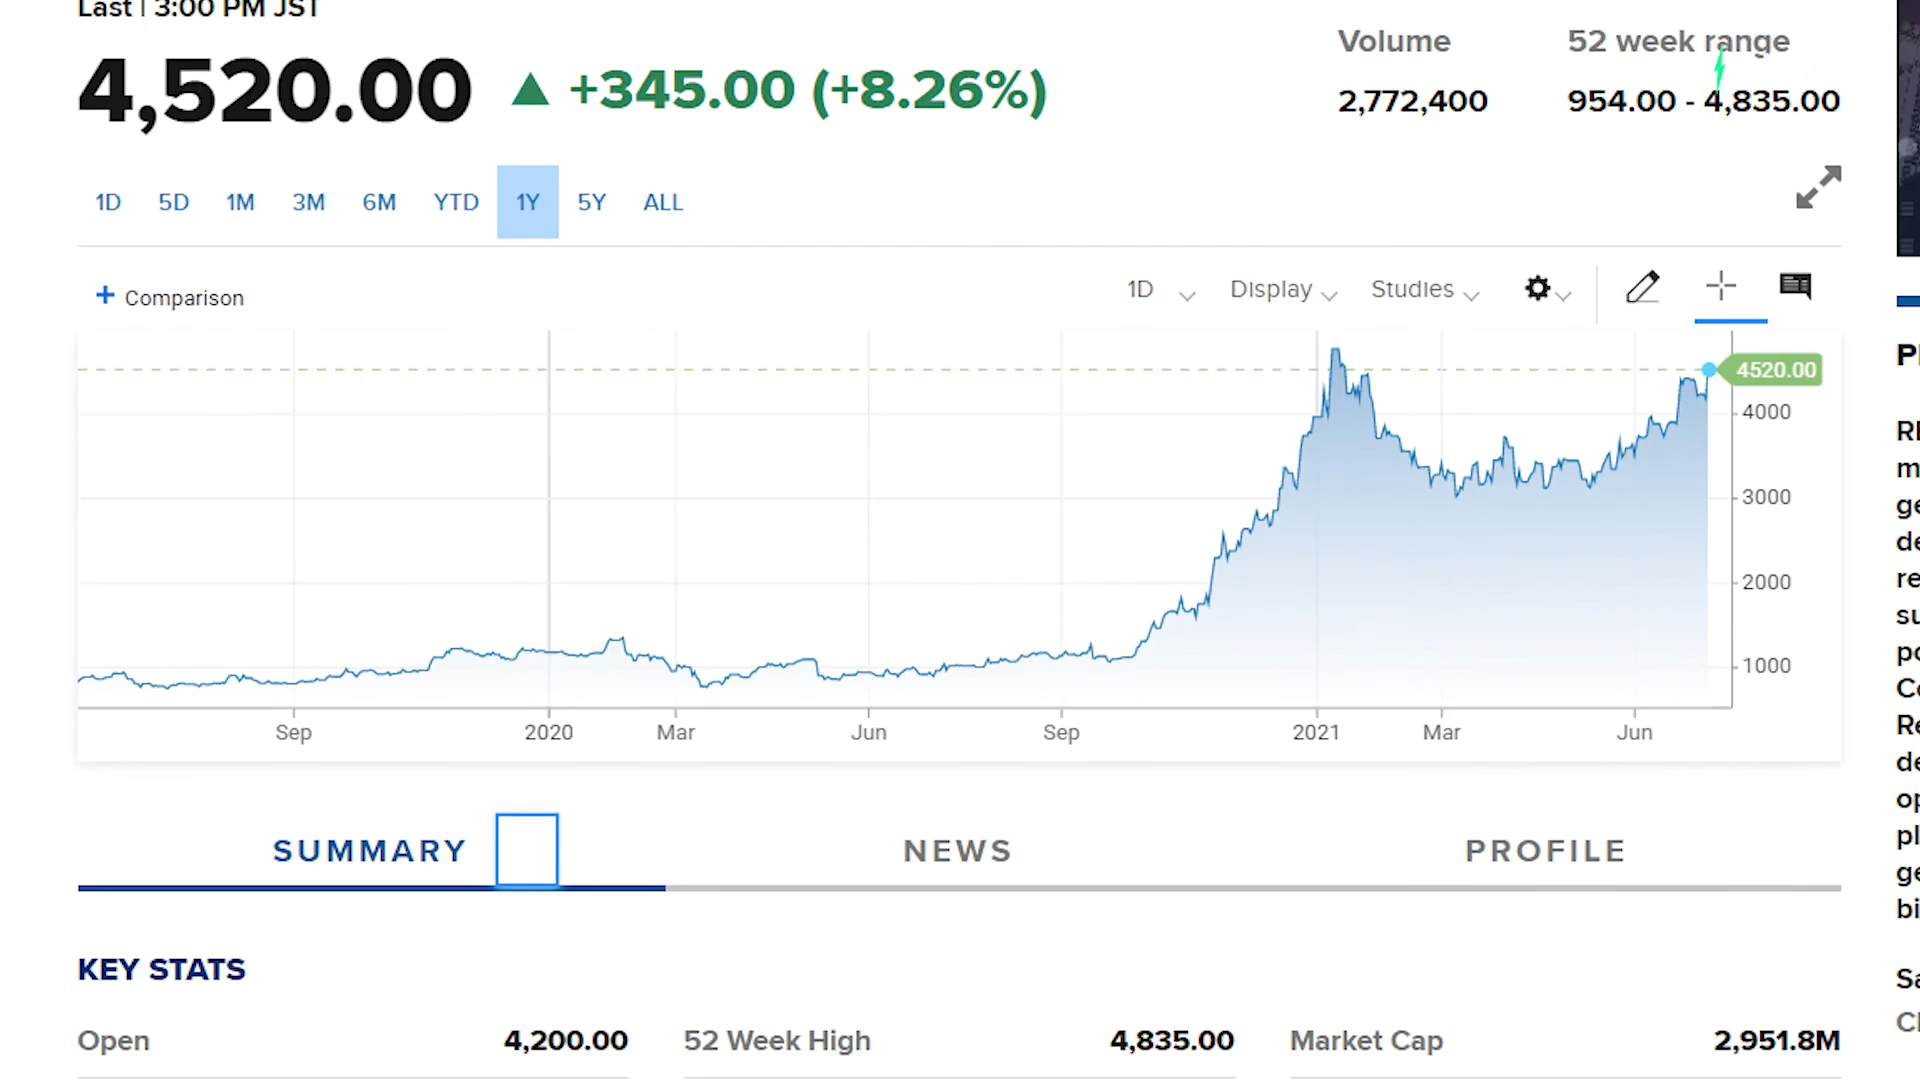 Last | 3:00 PM JST
4,520.00 ▲ +345.00 (+8.26%)
Volume
2,772,400
52 week range
954.00 - 4,835.00
1D 5D 1M 3M 6M YTD 1Y 5Y ALL
+ Comparison
1D Display Studies
4520.00
4000
3000
2000
1000
Sep 2020 Mar Jun Sep 2021 Mar Jun
SUMMARY NEWS PROFILE
KEY STATS
Open 4,200.00
52 Week High 4,835.00
Market Cap 2,951.8M